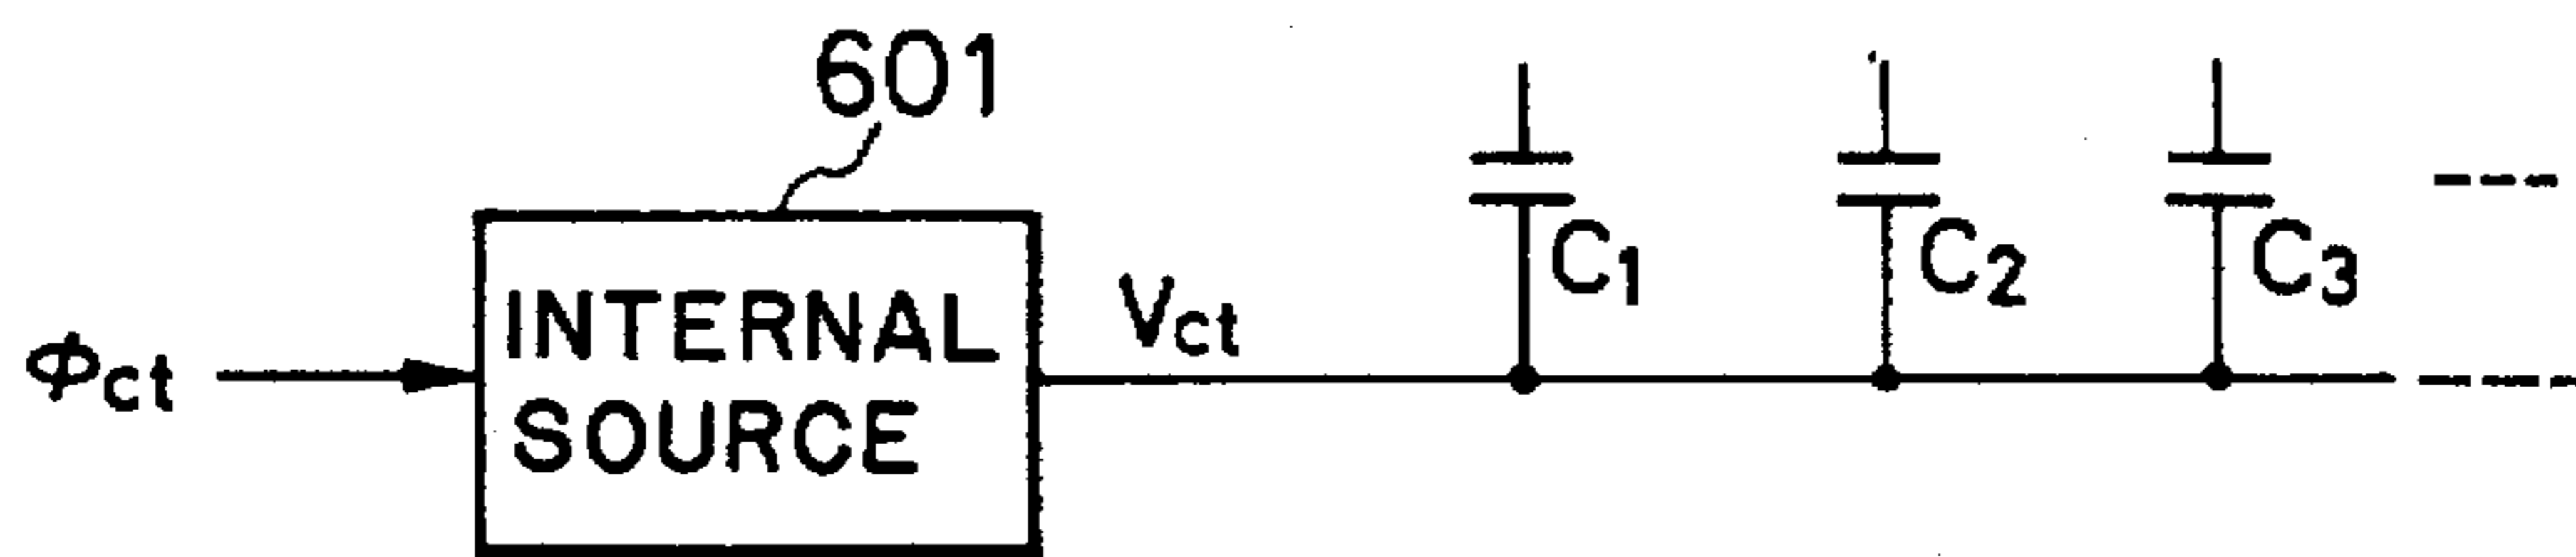 601
C1
C2
C3
INTERNAL
SOURCE
Vct
Φct